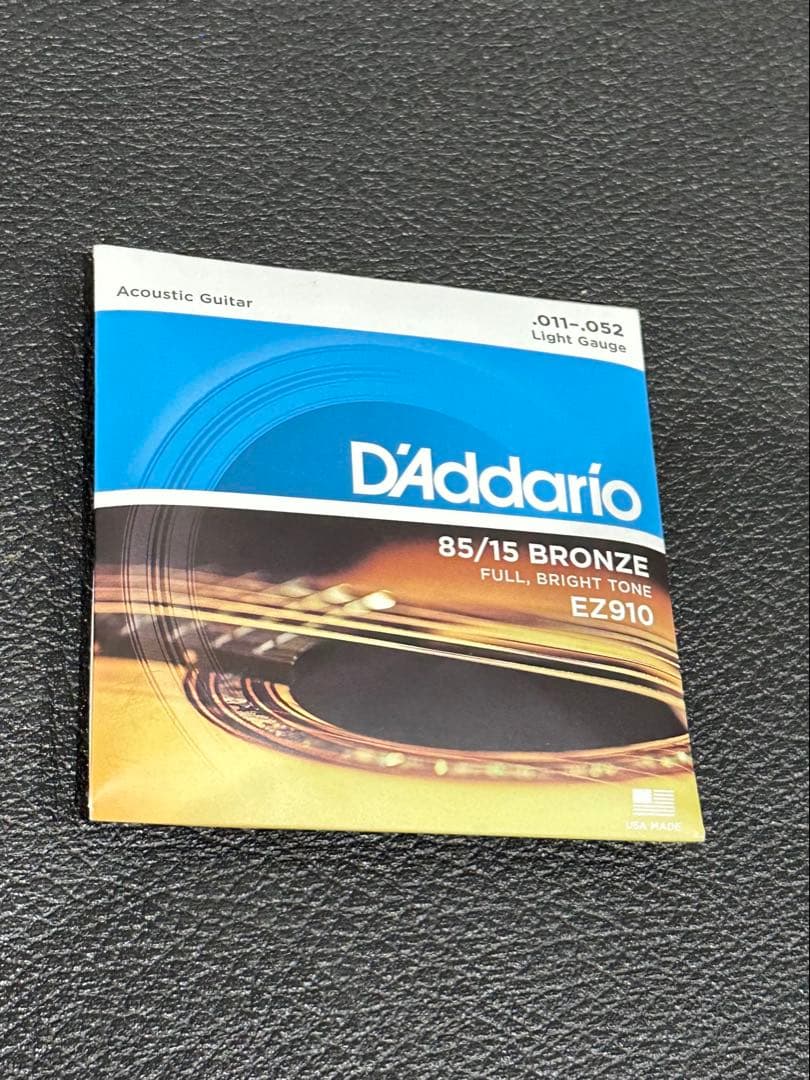 Acoustic Guitar
.011–.052
Light Gauge
D'Addario
85/15 BRONZE
FULL, BRIGHT TONE
EZ910
USA MADE